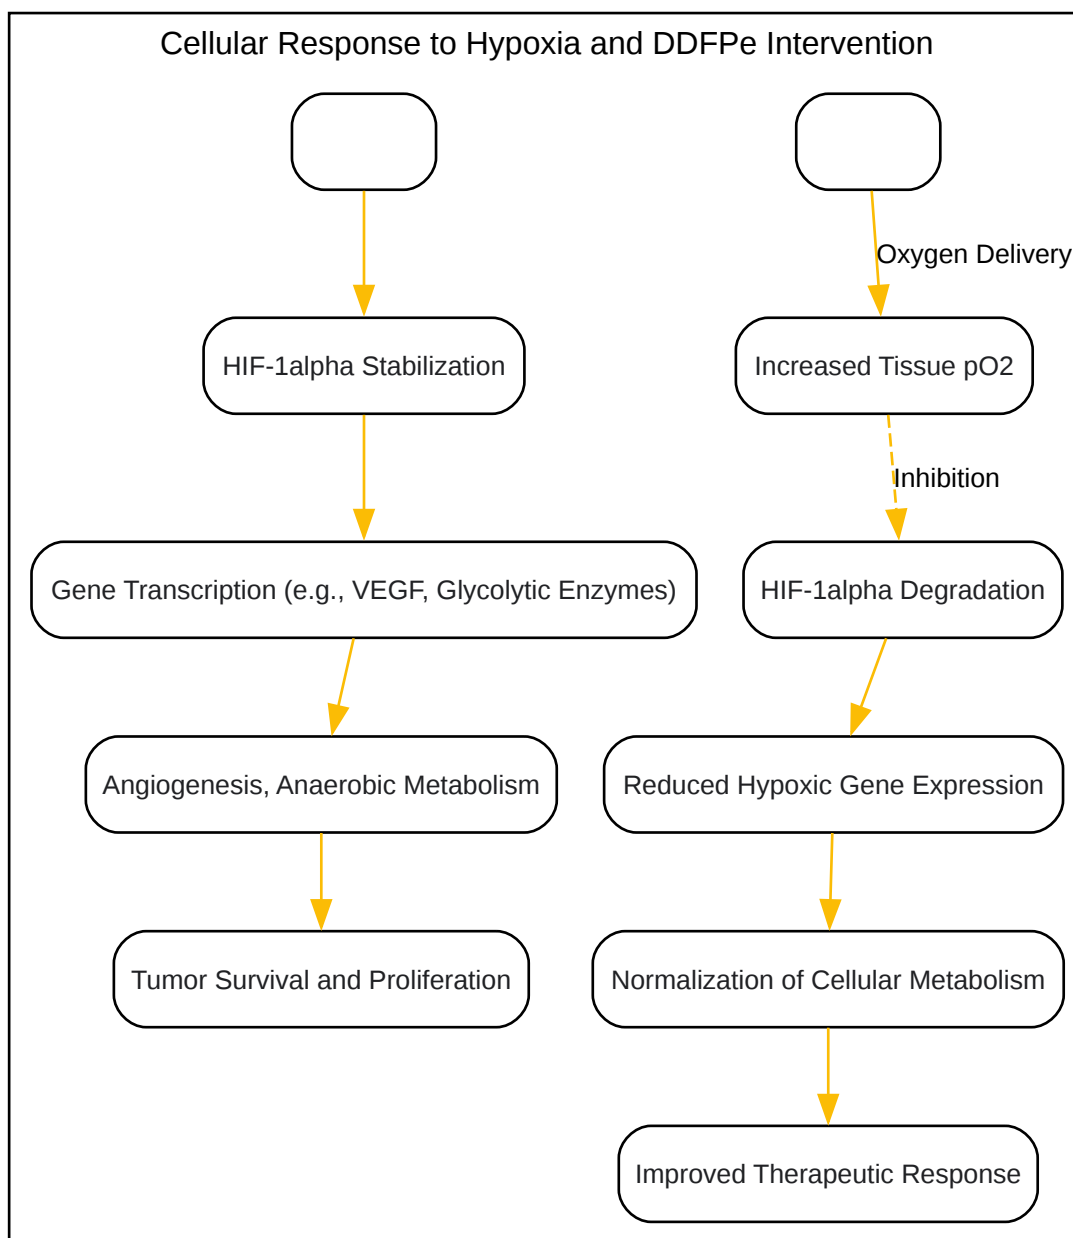 Cellular Response to Hypoxia and DDFPe Intervention
Oxygen Delivery
HIF-1alpha Stabilization
Increased Tissue pO2
Inhibition
Gene Transcription (e.g., VEGF, Glycolytic Enzymes)
HIF-1alpha Degradation
Angiogenesis, Anaerobic Metabolism
Reduced Hypoxic Gene Expression
Tumor Survival and Proliferation
Normalization of Cellular Metabolism
Improved Therapeutic Response